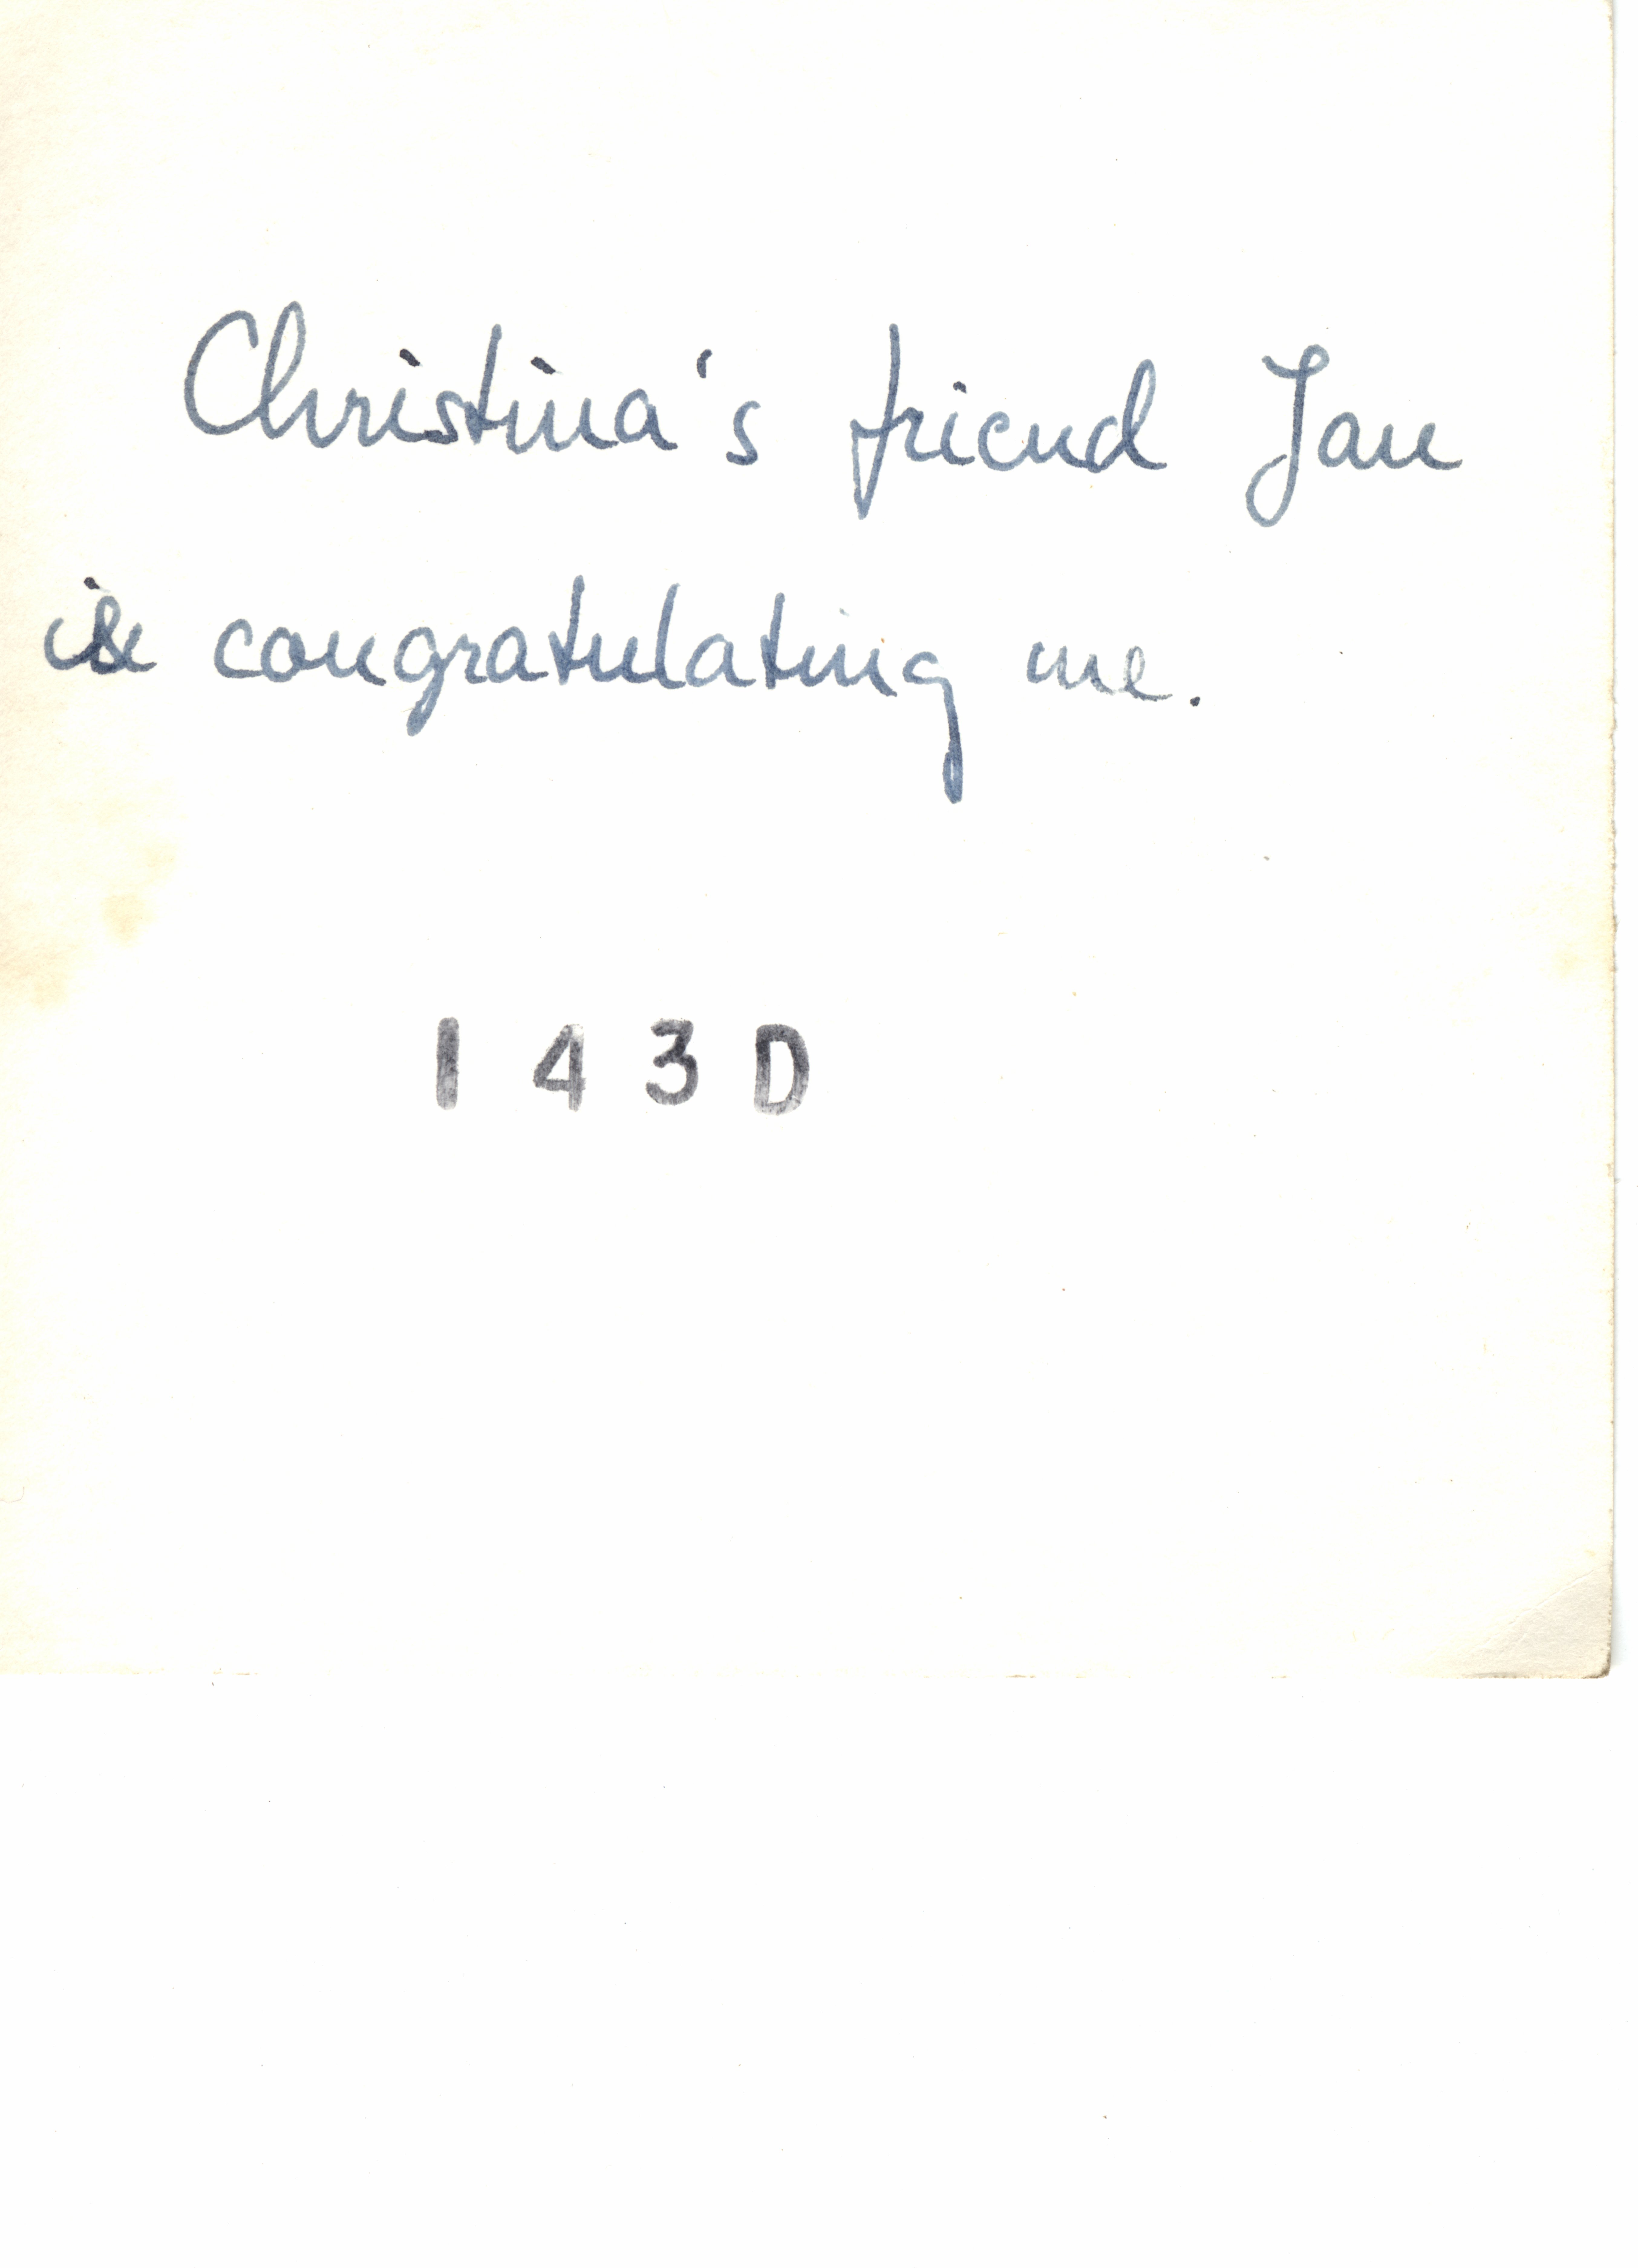 Christina's friend Jan
is congratulating me.
143D